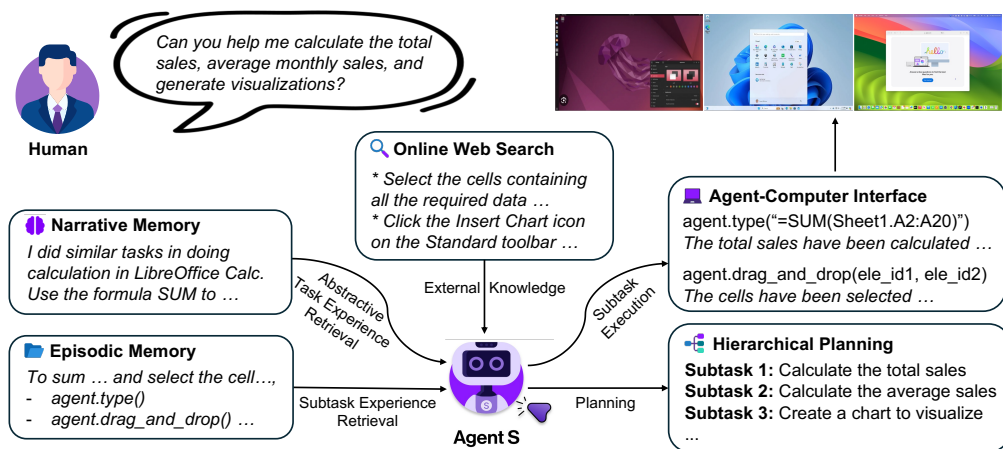 Can you help me calculate the total
sales, average monthly sales, and
generate visualizations?
Human
Online Web Search
* Select the cells containing
all the required data …
* Click the Insert Chart icon
on the Standard toolbar …
Narrative Memory
I did similar tasks in doing
calculation in LibreOffice Calc.
Use the formula SUM to …
Episodic Memory
To sum … and select the cell…,
- agent.type()
- agent.drag_and_drop() …
Abstractive
Task Experience
Retrieval
External Knowledge
Subtask Experience
Retrieval
S
Agent S
Subtask
Execution
Planning
Agent-Computer Interface
agent.type(“=SUM(Sheet1.A2:A20)”)
The total sales have been calculated …
agent.drag_and_drop(ele_id1, ele_id2)
The cells have been selected …
Hierarchical Planning
Subtask 1: Calculate the total sales
Subtask 2: Calculate the average sales
Subtask 3: Create a chart to visualize
...